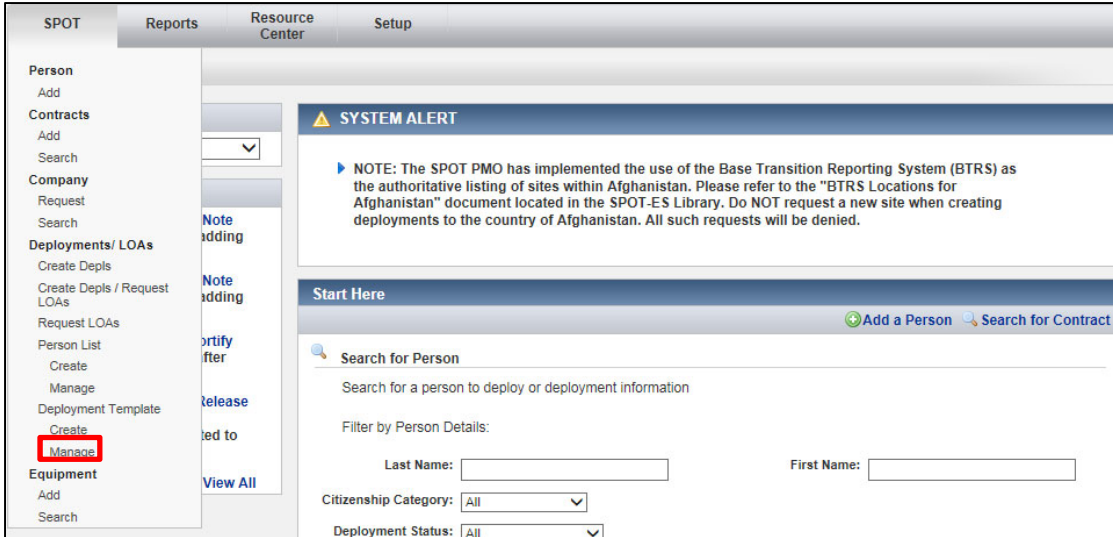 SPOT
Reports
Resource
Center
Setup
Person
Add
Contracts
Add
Search
Company
Request
Search
Deployments/ LOAs
Create Depls
Create Depls / Request
LOAs
Request LOAs
Person List
Create
Manage
Deployment Template
Create
Manage
Equipment
Add
Search
Note
adding
Note
adding
ortify
fter
Release
ted to
View All
SYSTEM ALERT
NOTE: The SPOT PMO has implemented the use of the Base Transition Reporting System (BTRS) as
the authoritative listing of sites within Afghanistan. Please refer to the "BTRS Locations for
Afghanistan" document located in the SPOT-ES Library. Do NOT request a new site when creating
deployments to the country of Afghanistan. All such requests will be denied.
Start Here
Add a Person
Search for Contract
Search for Person
Search for a person to deploy or deployment information
Filter by Person Details:
Last Name:
First Name:
Citizenship Category: All
Deployment Status: All